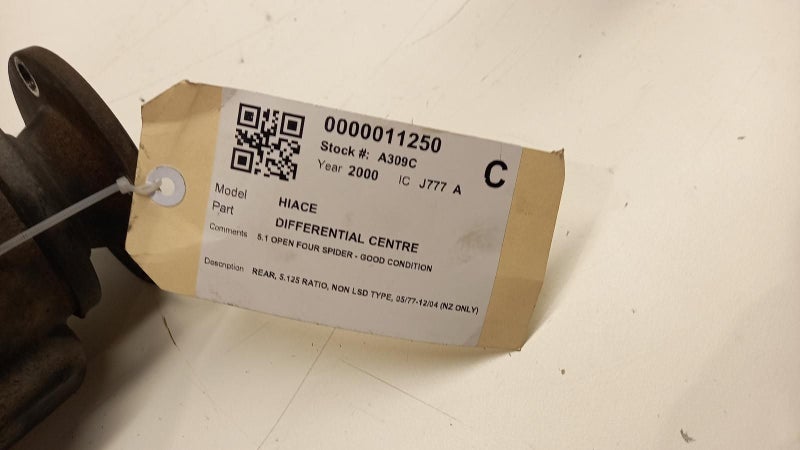 0000011250
Stock #: A309C
C
Year 2000 IC J777 A
Model HIACE
Part DIFFERENTIAL CENTRE
Comments 5.1 OPEN FOUR SPIDER - GOOD CONDITION
Description REAR, 5.125 RATIO, NON LSD TYPE, 05/77-12/04 (NZ ONLY)